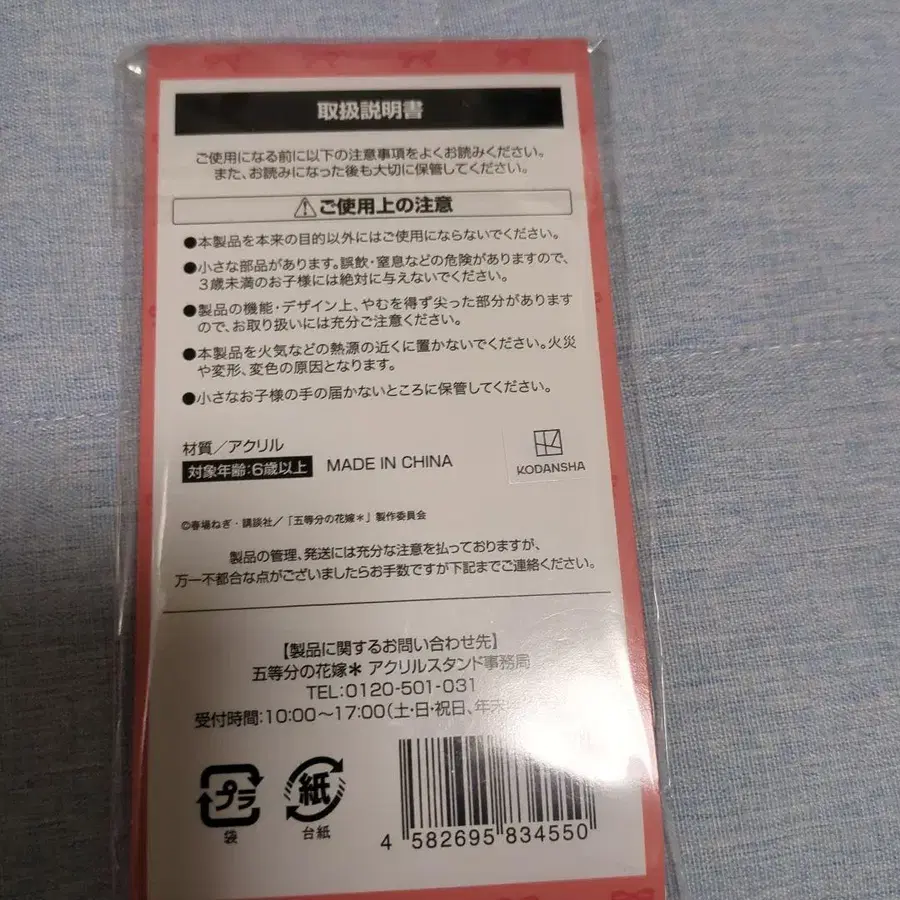 取扱説明書
ご使用になる前に以下の注意事項をよくお読みください。
また、お読みになった後も大切に保管してください。
⚠ご使用上の注意
●本製品を本来の目的以外にはご使用にならないでください。
●小さな部品があります。誤飲・窒息などの危険がありますので、
3歳未満のお子様には絶対に与えないでください。
●製品の機能・デザイン上、やむを得ず尖った部分があります
ので、お取り扱いには充分ご注意ください。
●本製品を火気などの熱源の近くに置かないでください。火災
や変形、変色の原因となります。
●小さなお子様の手の届かないところに保管してください。
材質/アクリル
対象年齢:6歳以上 MADE IN CHINA
KODANSHA
©春場ねぎ・講談社/「五等分の花嫁*」製作委員会
製品の管理、発送には充分な注意を払っておりますが、
万一不都合な点がございましたらお手数ですが下記までご連絡ください。
【製品に関するお問い合わせ先】
五等分の花嫁* アクリルスタンド事務局
TEL:0120-501-031
受付時間:10:00～17:00(土・日・祝日、年末
プラ 紙
袋 台紙
4 582695 834550